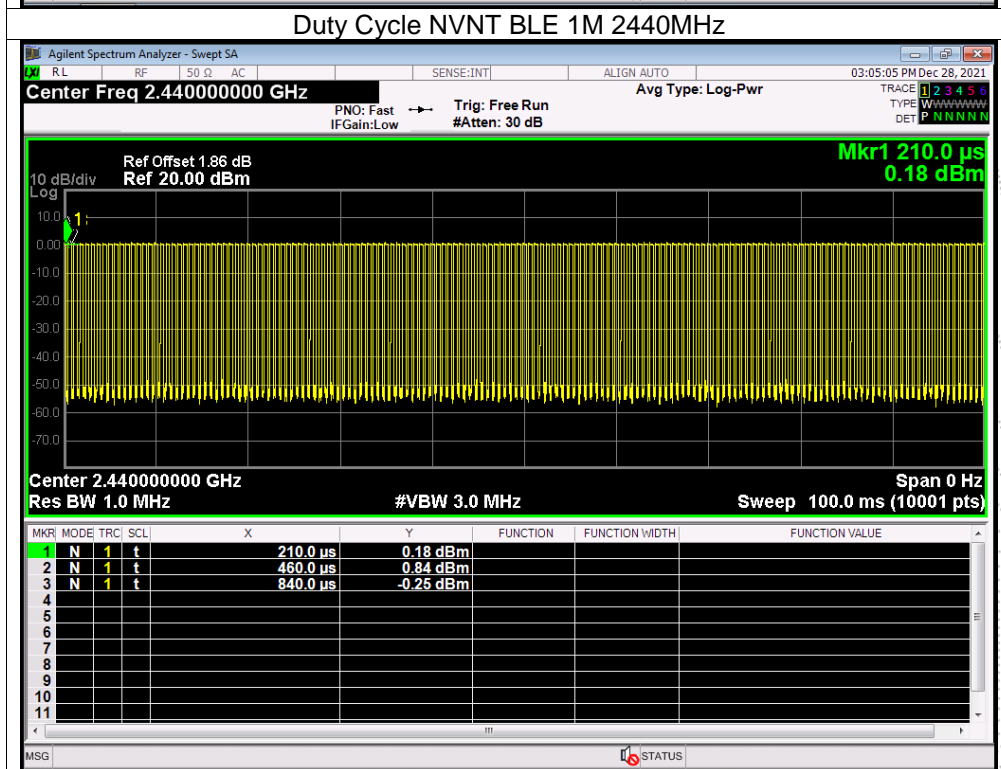 Duty Cycle NVNT BLE 1M 2440MHz
Agilent Spectrum Analyzer - Swept SA
LXI RL RF 50 Ω AC SENSE:INT ALIGN AUTO 03:05:05 PM Dec 28, 2021
Center Freq 2.440000000 GHz Avg Type: Log-Pwr TRACE 1 2 3 4 5 6
PNO: Fast Trig: Free Run TYPE WWWWWW
IFGain:Low #Atten: 30 dB DET P N N N N N
Mkr1 210.0 µs
Ref Offset 1.86 dB
10 dB/div Ref 20.00 dBm 0.18 dBm
Log
10.0
1
0.00
-10.0
-20.0
-30.0
-40.0
-50.0
-60.0
-70.0
Center 2.440000000 GHz Span 0 Hz
Res BW 1.0 MHz #VBW 3.0 MHz Sweep 100.0 ms (10001 pts)
MKR MODE TRC SCL X Y FUNCTION FUNCTION WIDTH FUNCTION VALUE
1 N 1 t 210.0 µs 0.18 dBm
2 N 1 t 460.0 µs 0.84 dBm
3 N 1 t 840.0 µs -0.25 dBm
4
5
6
7
8
9
10
11
MSG STATUS